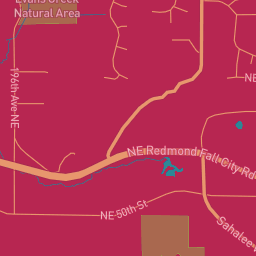 Evans Creek
Natural Area
196th Ave NE
NE
NE Redmond Fall City Rd
NE 50th St
Sahalee